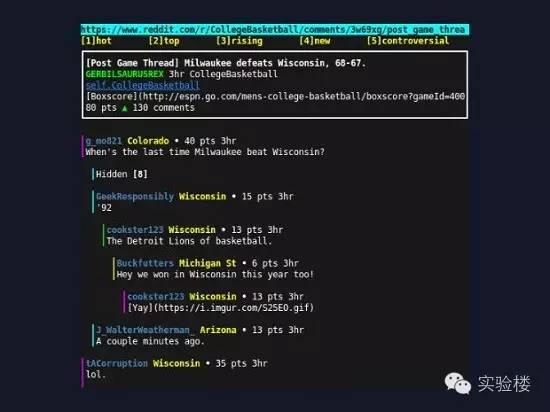 https://www.reddit.com/r/CollegeBasketball/comments/3w69xg/post_game_threa
[1]hot [2]top [3]rising [4]new [5]controversial
[Post Game Thread] Milwaukee defeats Wisconsin, 68-67.
GERBILSAURUSREX 3hr CollegeBasketball
self.CollegeBasketball
[Boxscore](http://espn.go.com/mens-college-basketball/boxscore?gameId=400
80 pts ▲ 130 comments
g_mo821 Colorado • 40 pts 3hr
When's the last time Milwaukee beat Wisconsin?
Hidden [8]
GeekResponsibly Wisconsin • 15 pts 3hr
'92
cookster123 Wisconsin • 13 pts 3hr
The Detroit Lions of basketball.
Buckfutters Michigan St • 6 pts 3hr
Hey we won in Wisconsin this year too!
cookster123 Wisconsin • 13 pts 3hr
[Yay](https://i.imgur.com/S25EO.gif)
J_WalterWeatherman_ Arizona • 13 pts 3hr
A couple minutes ago.
tACorruption Wisconsin • 35 pts 3hr
lol.
实验楼